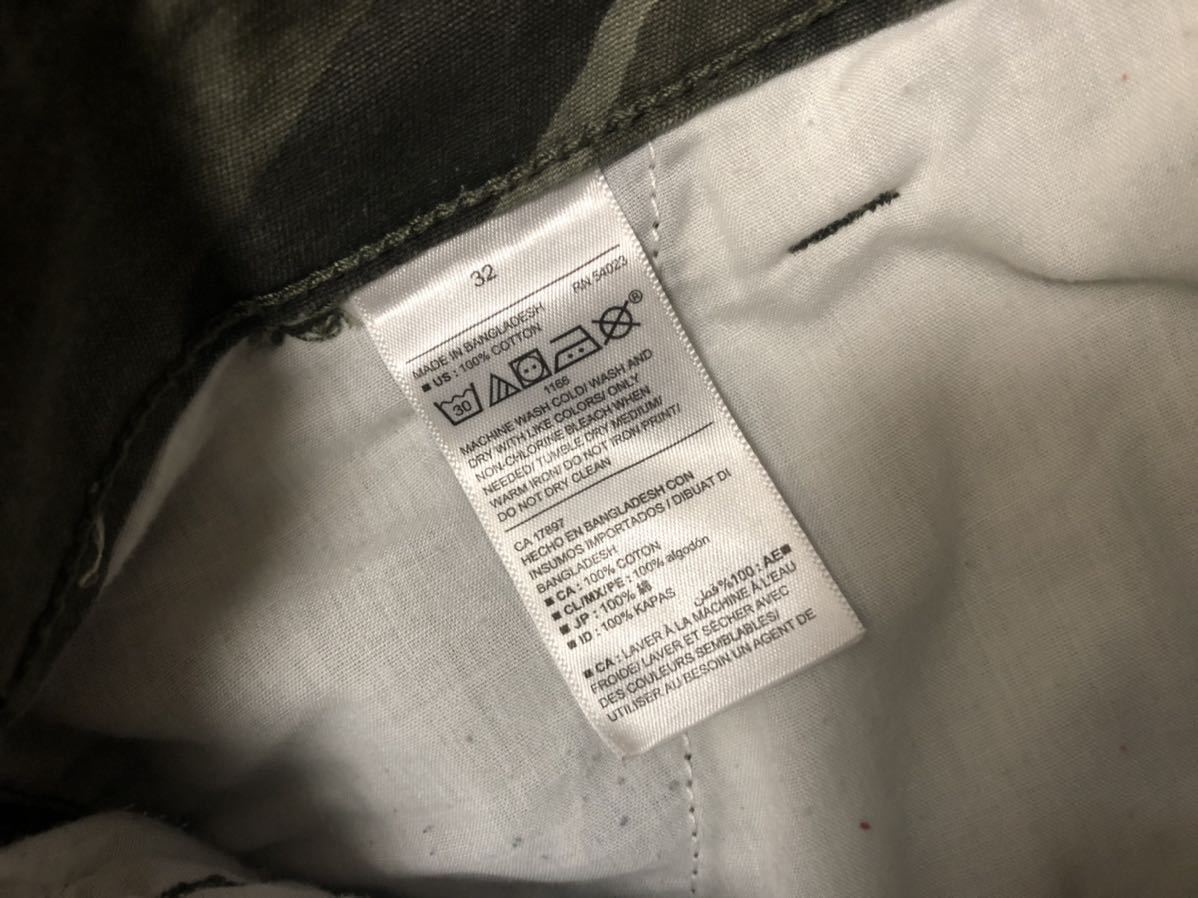 32
MADE IN BANGLADESH RN 54023
■ US : 100% COTTON
30 ®
1166
MACHINE WASH COLD/ WASH AND
DRY WITH LIKE COLORS/ ONLY
NON-CHLORINE BLEACH WHEN
NEEDED/ TUMBLE DRY MEDIUM/
WARM IRON/ DO NOT IRON PRINT/
DO NOT DRY CLEAN
CA 17897
HECHO EN BANGLADESH CON
INSUMOS IMPORTADOS / DIBUAT DI
BANGLADESH
■ CA : 100% COTON
■ CL/MX/PE : 100% algodón
■ JP : 100% 綿
■ ID : 100% KAPAS قطن %100 : AE■
■ CA : LAVER À LA MACHINE À L'EAU
FROIDE/ LAVER ET SÉCHER AVEC
DES COULEURS SEMBLABLES/
UTILISER AU BESOIN UN AGENT DE